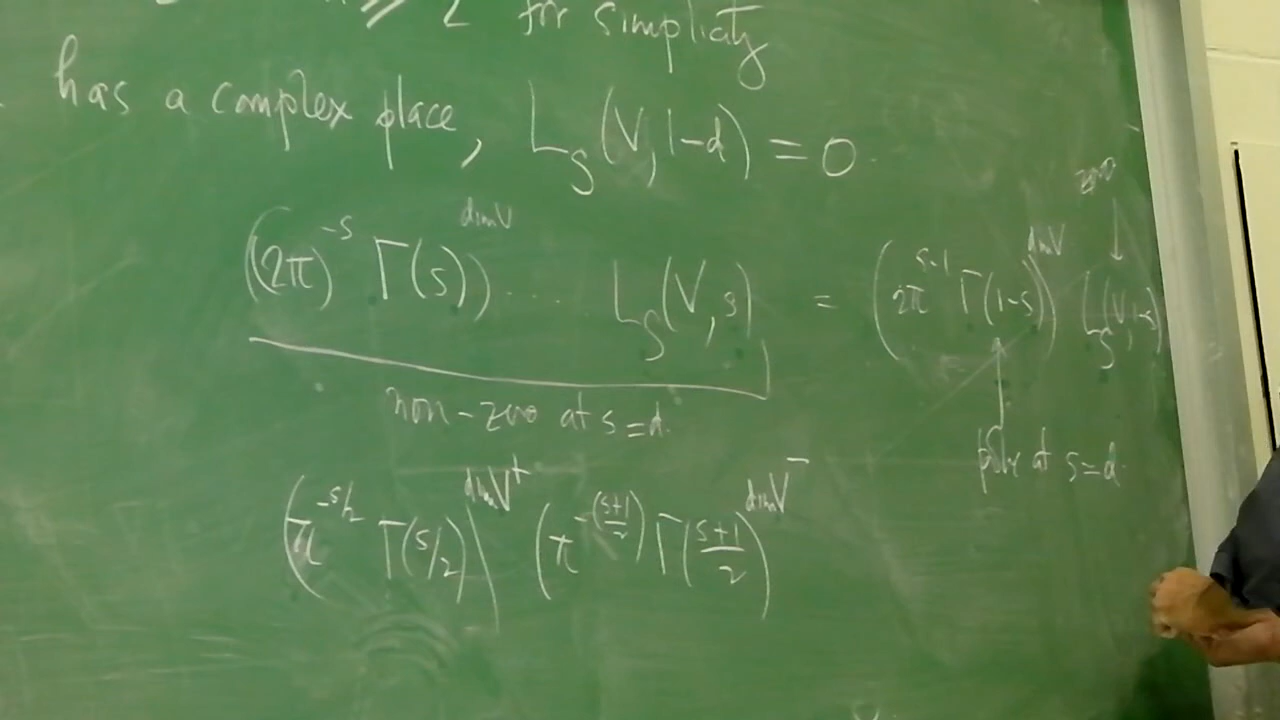 ≥ 2 for simplicity
has a complex place, L_S(V, 1-d) = 0.
zero
((2π)^{-s} Γ(s))^{dim V} .... L_S(V, s) = (2π^{s-1} Γ(1-s))^{dim V} L_S(V, 1-s)
non-zero at s=d.
pole at s=d.
(π^{-s/2} Γ(s/2))^{dim V^+} (π^{-(s+1/2)} Γ(s+1/2))^{dim V^-}